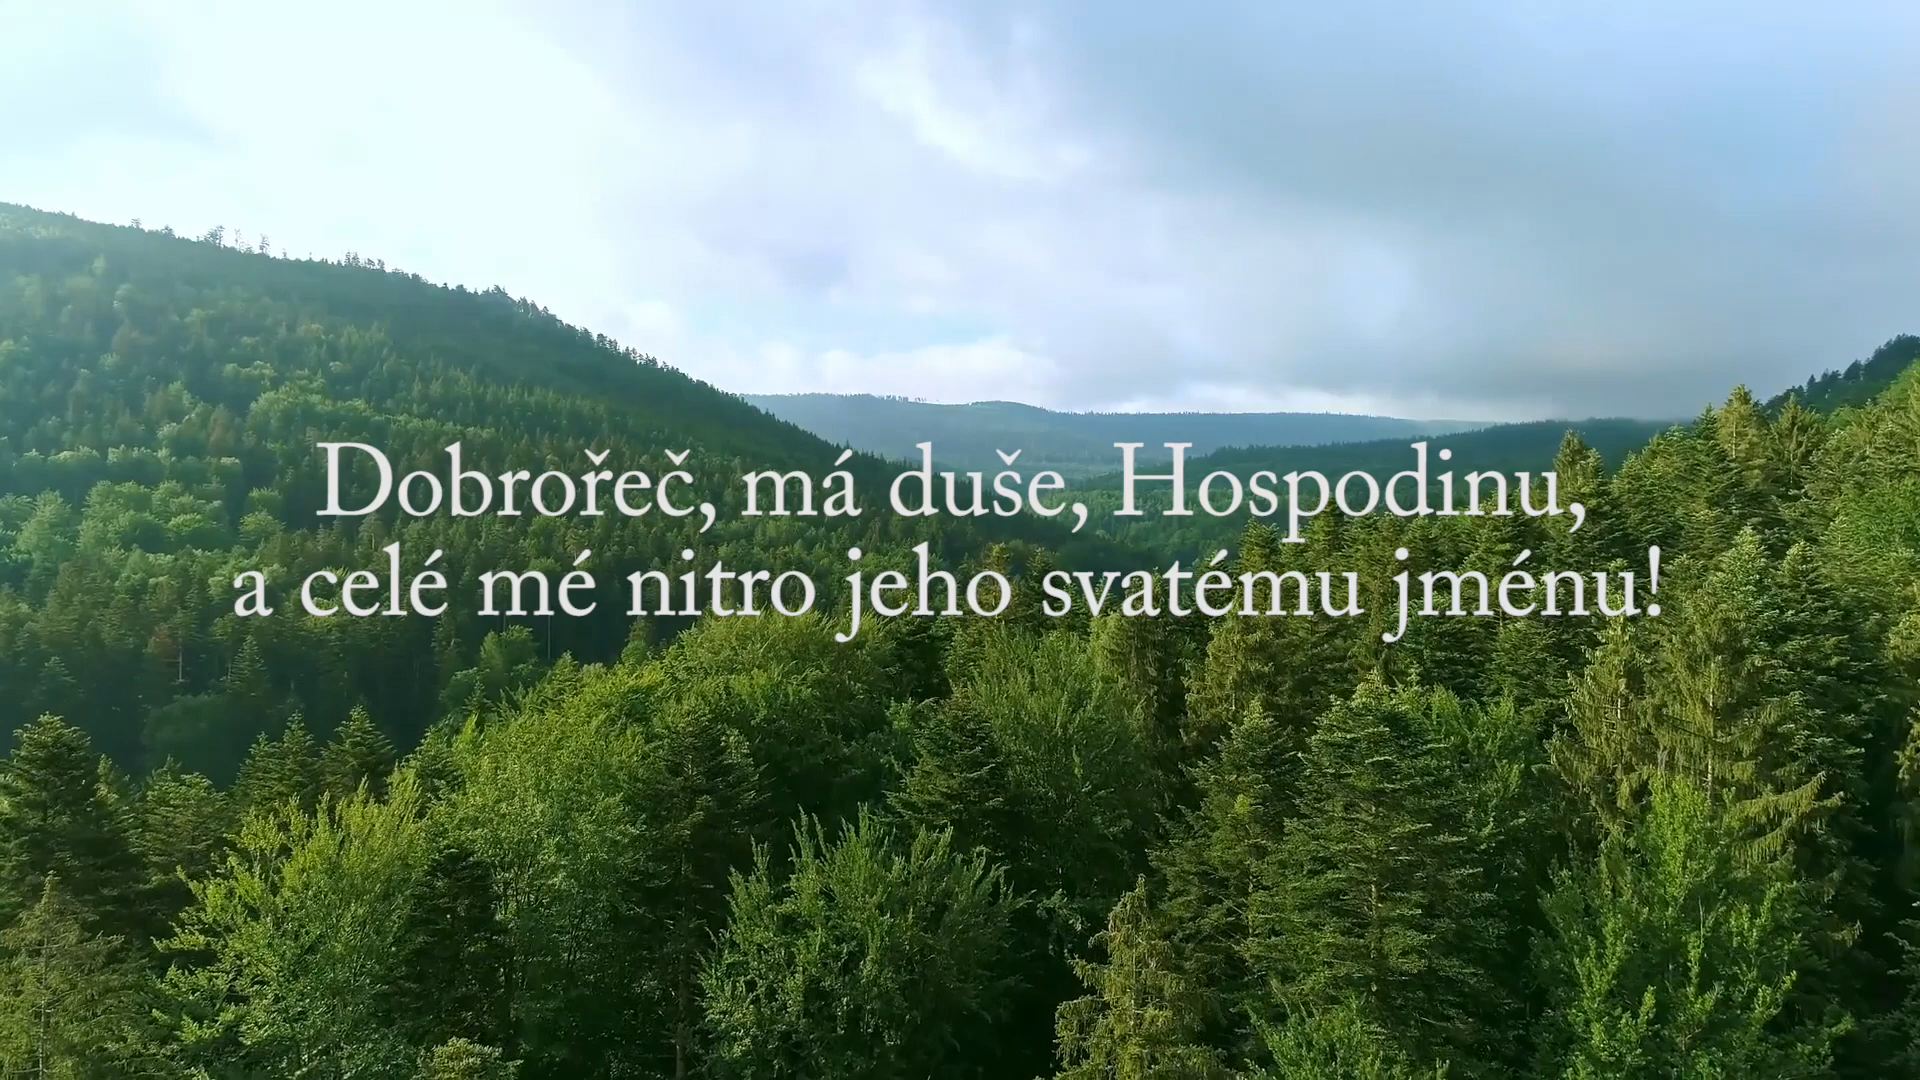 Dobrořeč, má duše, Hospodinu,
a celé mé nitro jeho svatému jménu!